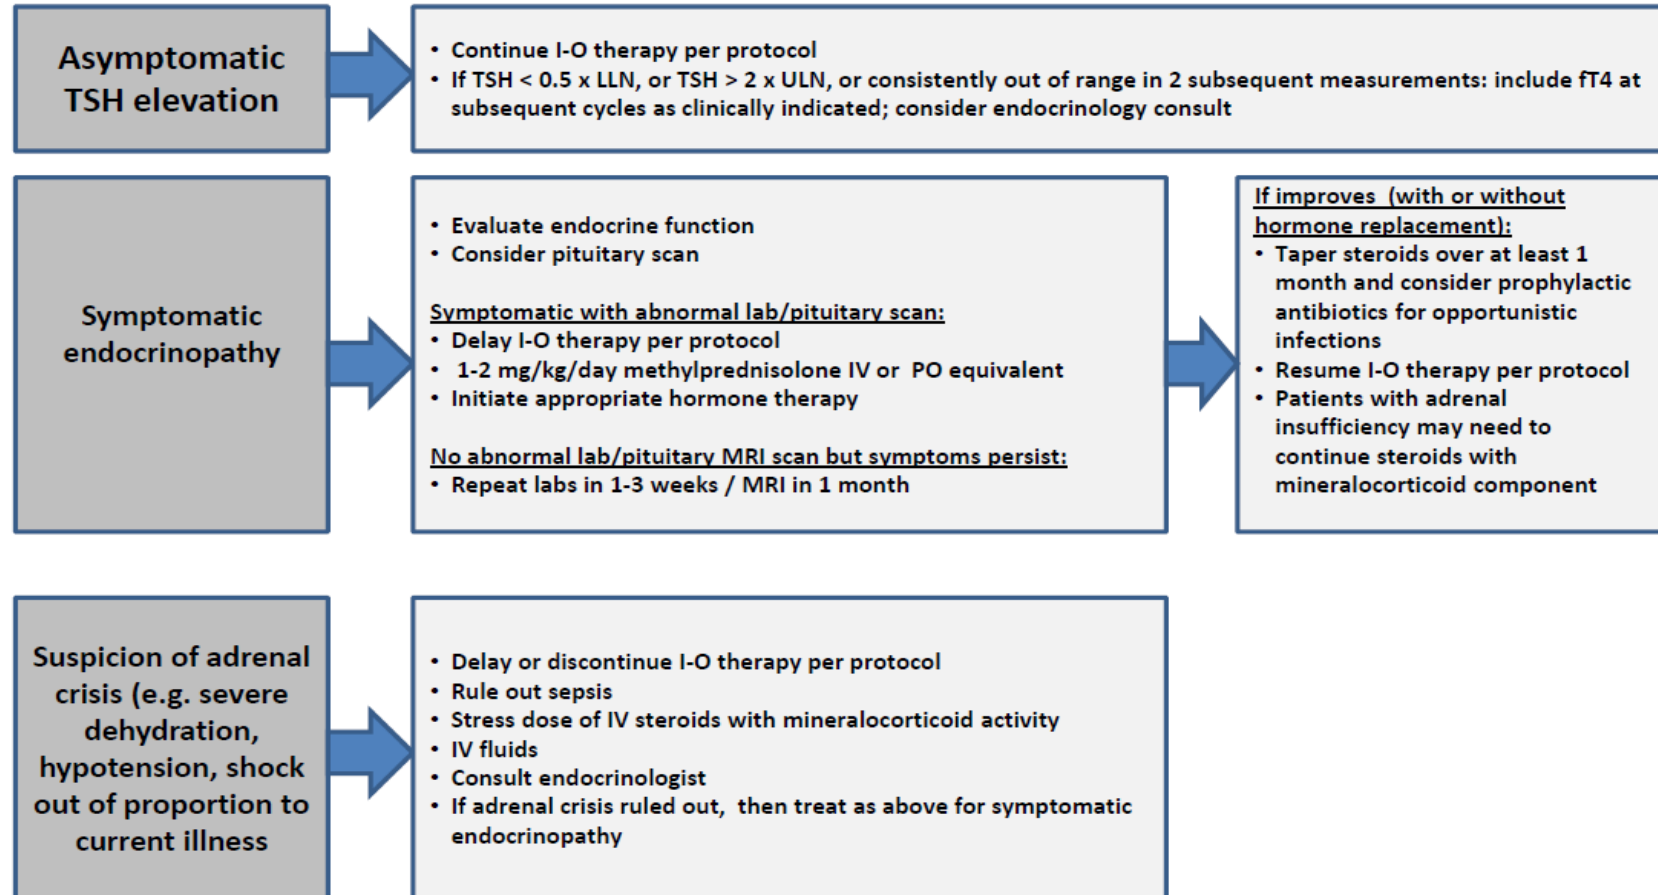 Asymptomatic
TSH elevation
• Continue I-O therapy per protocol
• If TSH < 0.5 x LLN, or TSH > 2 x ULN, or consistently out of range in 2 subsequent measurements: include fT4 at
subsequent cycles as clinically indicated; consider endocrinology consult
Symptomatic
endocrinopathy
• Evaluate endocrine function
• Consider pituitary scan
Symptomatic with abnormal lab/pituitary scan:
• Delay I-O therapy per protocol
• 1-2 mg/kg/day methylprednisolone IV or PO equivalent
• Initiate appropriate hormone therapy
No abnormal lab/pituitary MRI scan but symptoms persist:
• Repeat labs in 1-3 weeks / MRI in 1 month
If improves (with or without
hormone replacement):
• Taper steroids over at least 1
month and consider prophylactic
antibiotics for opportunistic
infections
• Resume I-O therapy per protocol
• Patients with adrenal
insufficiency may need to
continue steroids with
mineralocorticoid component
Suspicion of adrenal
crisis (e.g. severe
dehydration,
hypotension, shock
out of proportion to
current illness
• Delay or discontinue I-O therapy per protocol
• Rule out sepsis
• Stress dose of IV steroids with mineralocorticoid activity
• IV fluids
• Consult endocrinologist
• If adrenal crisis ruled out, then treat as above for symptomatic
endocrinopathy